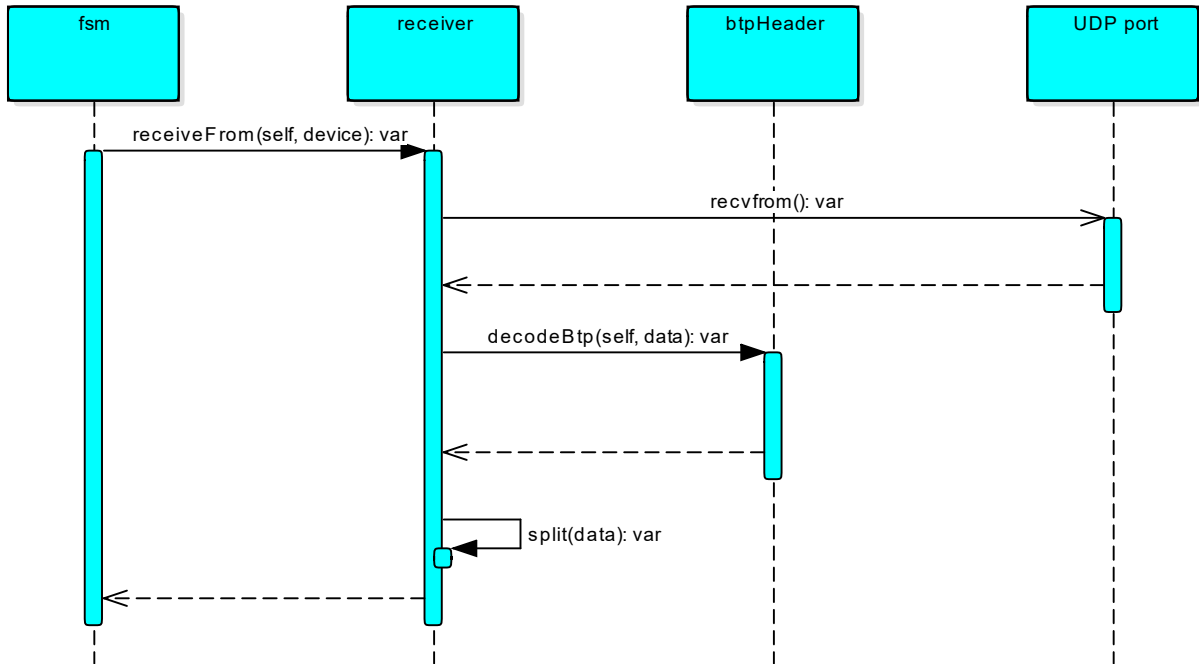 fsm
receiver
btpHeader
UDP port
receiveFrom(self, device): var
recvfrom(): var
decodeBtp(self, data): var
split(data): var